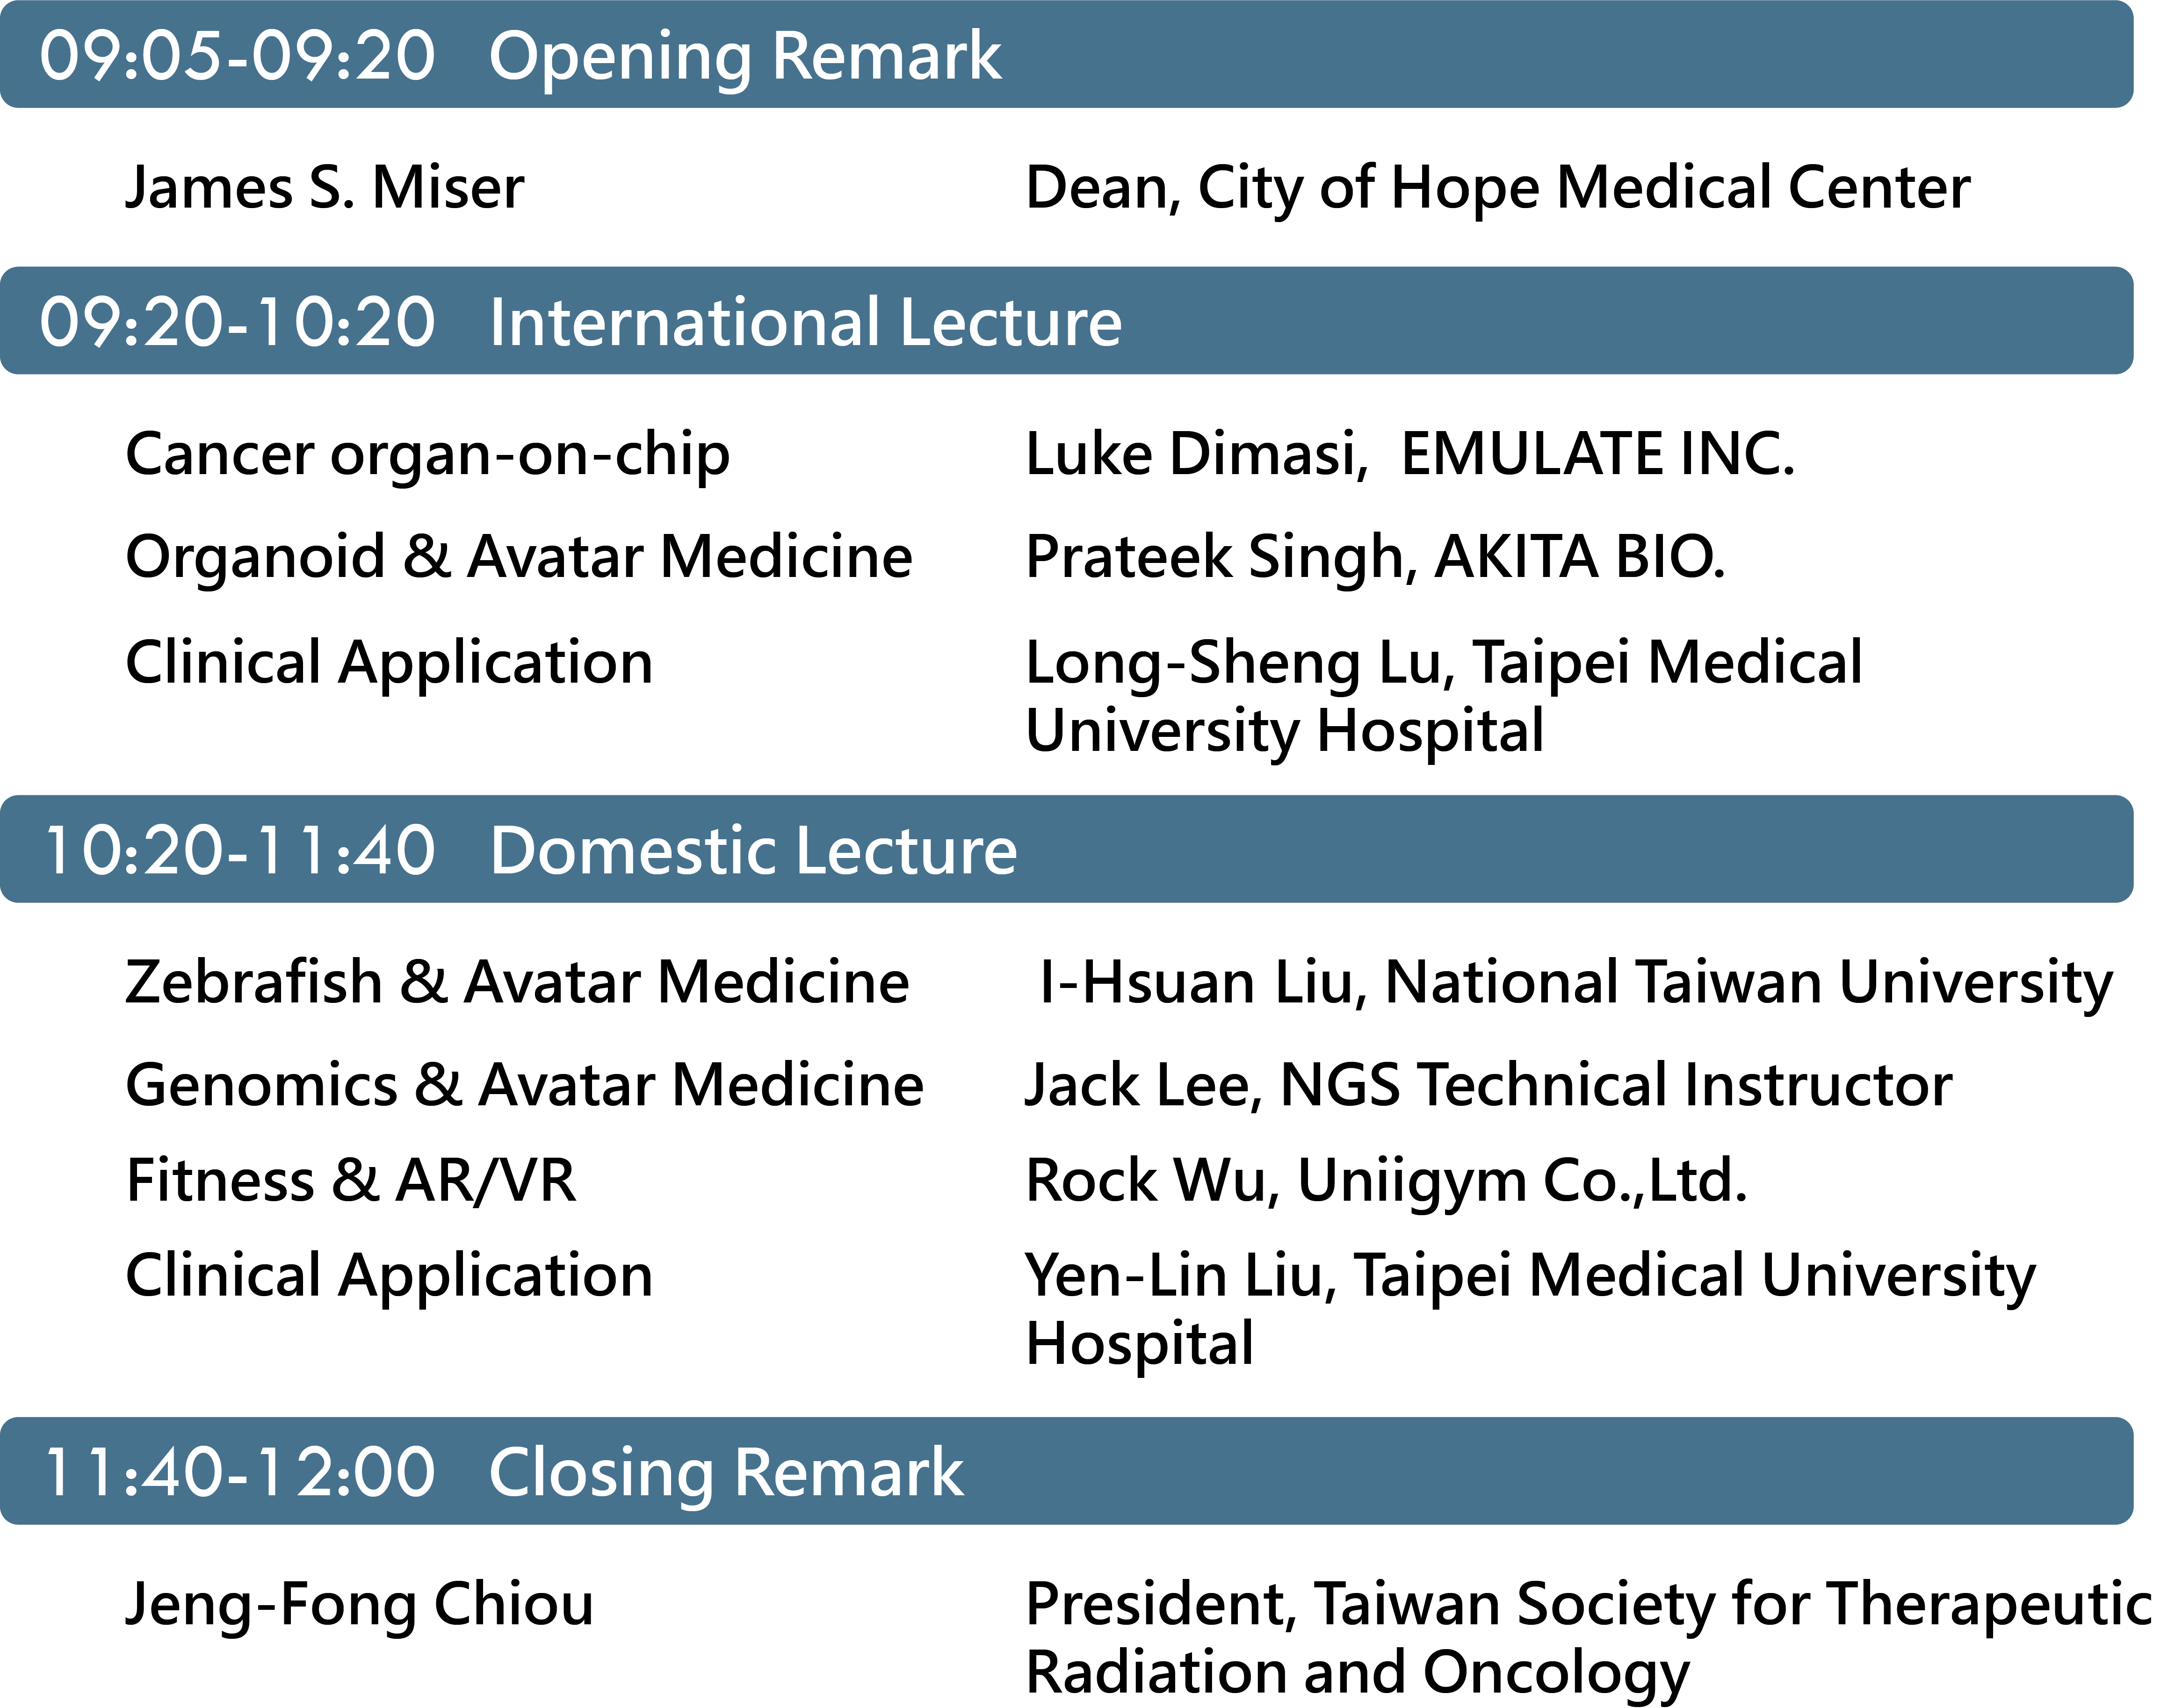 09:05-09:20 Opening Remark
James S. Miser Dean, City of Hope Medical Center
09:20-10:20 International Lecture
Cancer organ-on-chip Luke Dimasi, EMULATE INC.
Organoid & Avatar Medicine Prateek Singh, AKITA BIO.
Clinical Application Long-Sheng Lu, Taipei Medical
University Hospital
10:20-11:40 Domestic Lecture
Zebrafish & Avatar Medicine I-Hsuan Liu, National Taiwan University
Genomics & Avatar Medicine Jack Lee, NGS Technical Instructor
Fitness & AR/VR Rock Wu, Uniigym Co.,Ltd.
Clinical Application Yen-Lin Liu, Taipei Medical University
Hospital
11:40-12:00 Closing Remark
Jeng-Fong Chiou President, Taiwan Society for Therapeutic
Radiation and Oncology